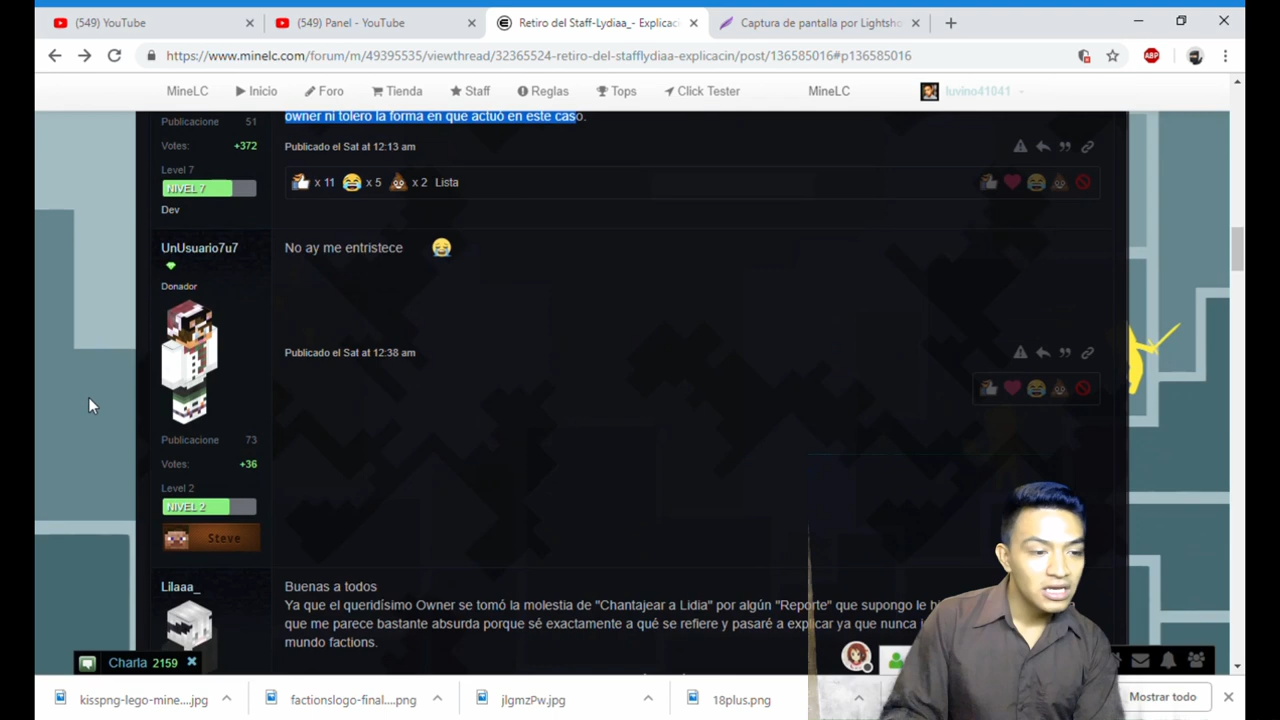 (549) YouTube
(549) Panel - YouTube
Retiro del Staff-Lydiaa_- Explicac
Captura de pantalla por Lightsho
https://www.minelc.com/forum/m/49395535/viewthread/32365524-retiro-del-stafflydiaa-explicacin/post/136585016#p136585016
ABP
MineLC
Inicio
Foro
Tienda
Staff
Reglas
Tops
Click Tester
MineLC
luvino41041
owner ni tolero la forma en que actuó en este caso.
Publicacione 51
Votes: +372
Level 7
NIVEL 7
Dev
Publicado el Sat at 12:13 am
x 11 x 5 x 2 Lista
UnUsuario7u7
Donador
No ay me entristece
Publicado el Sat at 12:38 am
Publicacione 73
Votes: +36
Level 2
NIVEL 2
Steve
Lilaaa_
Buenas a todos
Ya que el queridísimo Owner se tomó la molestia de "Chantajear a Lidia" por algún "Reporte" que supongo le
que me parece bastante absurda porque sé exactamente a qué se refiere y pasaré a explicar ya que nunca
mundo factions.
Charla 2159
kisspng-lego-mine....jpg
factionslogo-final....png
jlgmzPw.jpg
18plus.png
Mostrar todo